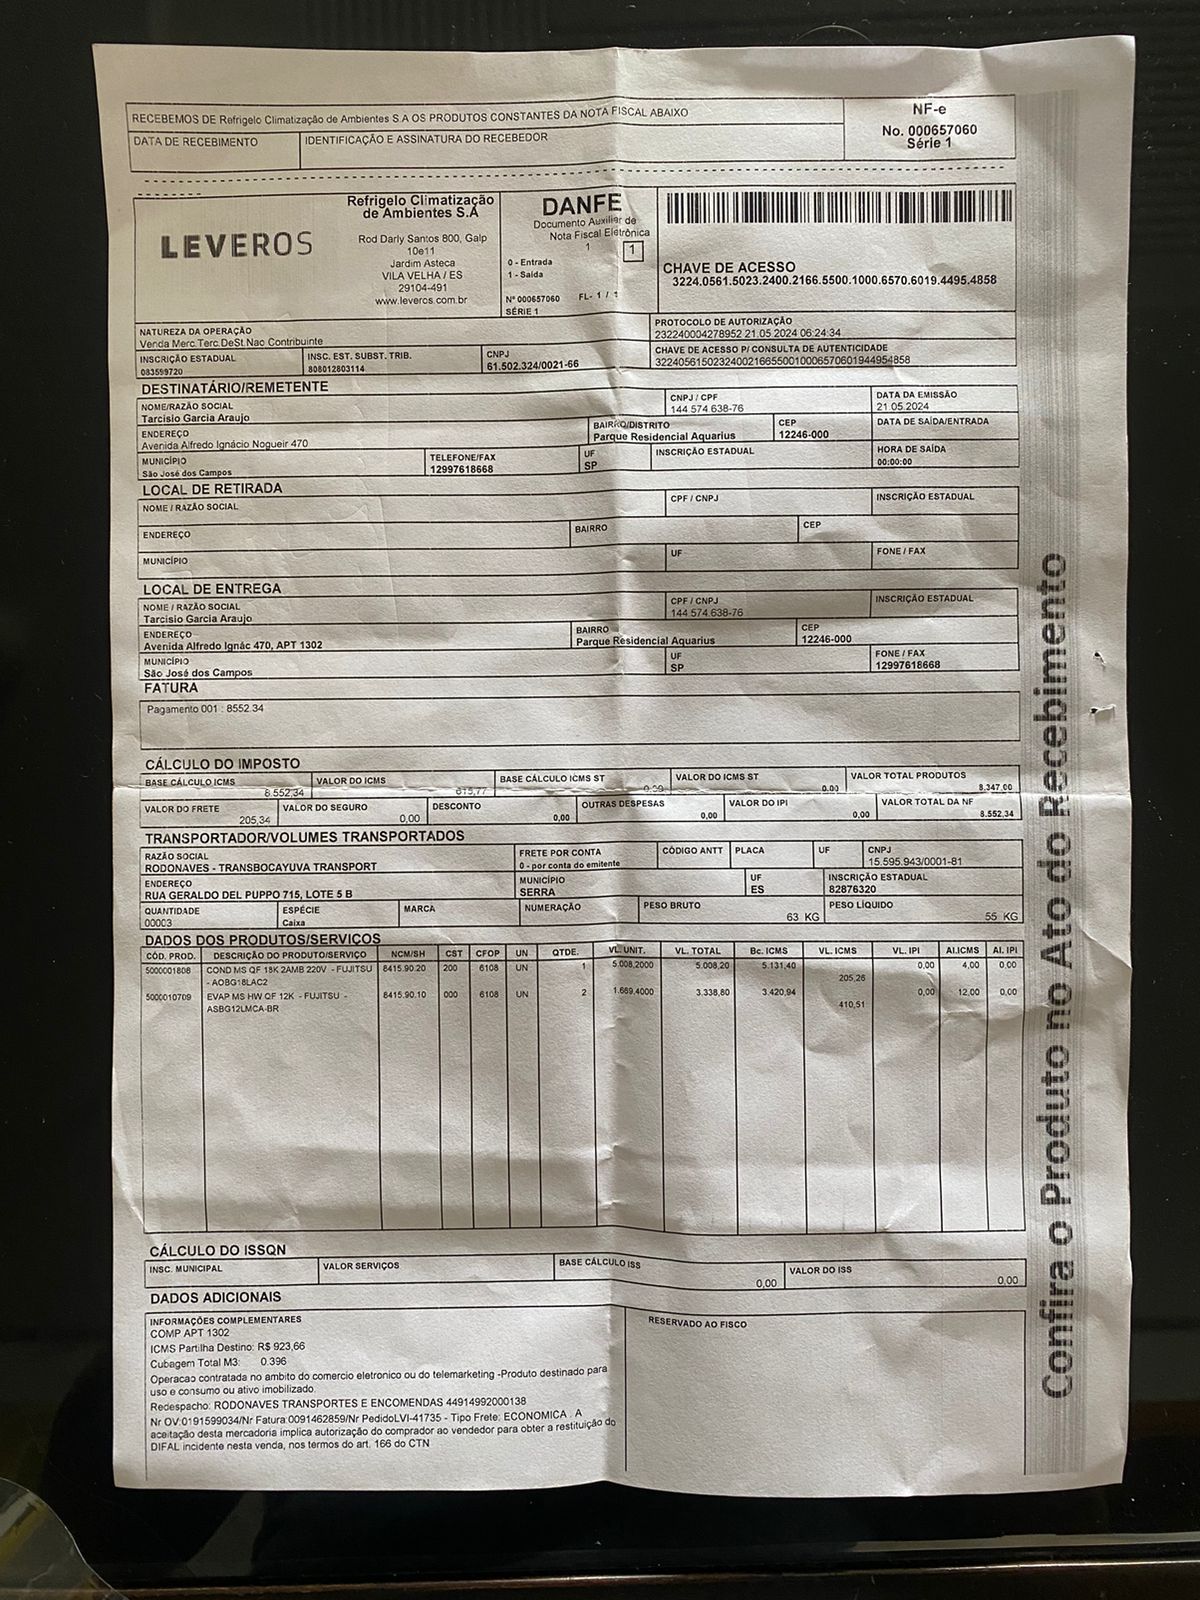 RECEBEMOS DE Refrigelo Climatização de Ambientes S.A OS PRODUTOS CONSTANTES DA NOTA FISCAL ABAIXO
DATA DE RECEBIMENTO
IDENTIFICAÇÃO E ASSINATURA DO RECEBEDOR
NF-e
No. 000657060
Série 1
LEVEROS
Refrigelo Climatização
de Ambientes S.A
Rod Darly Santos 800, Galp
10e11
Jardim Asteca
VILA VELHA / ES
29104-491
www.leveros.com.br
DANFE
Documento Auxiliar de
Nota Fiscal Eletrônica
1
1
0 - Entrada
1 - Saída
Nº 000657060 FL- 1 / 1
SÉRIE 1
CHAVE DE ACESSO
3224.0561.5023.2400.2166.5500.1000.6570.6019.4495.4858
NATUREZA DA OPERAÇÃO
Venda Merc.Terc.DeSt.Nao Contribuinte
PROTOCOLO DE AUTORIZAÇÃO
232240004278952 21.05 2024 06:24:34
INSCRIÇÃO ESTADUAL
083599720
INSC. EST. SUBST. TRIB.
808012803114
CNPJ
61.502.324/0021-66
CHAVE DE ACESSO P/ CONSULTA DE AUTENTICIDADE
32240561502324002166550010006570601944954858
DESTINATÁRIO/REMETENTE
NOME/RAZÃO SOCIAL
Tarcisio Garcia Araujo
CNPJ / CPF
144 574 638-76
DATA DA EMISSÃO
21 05 2024
ENDEREÇO
Avenida Alfredo Ignácio Nogueir 470
BAIRRO/DISTRITO
Parque Residencial Aquarius
CEP
12246-000
DATA DE SAÍDA/ENTRADA
MUNICÍPIO
São José dos Campos
TELEFONE/FAX
12997618668
UF
SP
INSCRIÇÃO ESTADUAL
HORA DE SAÍDA
00:00:00
LOCAL DE RETIRADA
NOME / RAZÃO SOCIAL
CPF / CNPJ
INSCRIÇÃO ESTADUAL
ENDEREÇO
BAIRRO
CEP
MUNICÍPIO
UF
FONE / FAX
LOCAL DE ENTREGA
NOME / RAZÃO SOCIAL
Tarcisio Garcia Araujo
CPF / CNPJ
144 574 638-76
INSCRIÇÃO ESTADUAL
ENDEREÇO
Avenida Alfredo Ignác 470, APT 1302
BAIRRO
Parque Residencial Aquarius
CEP
12246-000
MUNICÍPIO
São José dos Campos
UF
SP
FONE / FAX
12997618668
FATURA
Pagamento 001 : 8552.34
CÁLCULO DO IMPOSTO
BASE CÁLCULO ICMS
8.552,34
VALOR DO ICMS
615,77
BASE CÁLCULO ICMS ST
VALOR DO ICMS ST
0.00
VALOR TOTAL PRODUTOS
8.347,00
VALOR DO FRETE
205,34
VALOR DO SEGURO
0,00
DESCONTO
0,00
OUTRAS DESPESAS
0,00
VALOR DO IPI
0,00
VALOR TOTAL DA NF
8.552,34
TRANSPORTADOR/VOLUMES TRANSPORTADOS
RAZÃO SOCIAL
RODONAVES - TRANSBOCAYUVA TRANSPORT
FRETE POR CONTA
0 - por conta do emitente
CÓDIGO ANTT
PLACA
UF
CNPJ
15.595.943/0001-81
ENDEREÇO
RUA GERALDO DEL PUPPO 715, LOTE 5 B
MUNICÍPIO
SERRA
UF
ES
INSCRIÇÃO ESTADUAL
82876320
QUANTIDADE
00003
ESPÉCIE
Caixa
MARCA
NUMERAÇÃO
PESO BRUTO
63 KG
PESO LÍQUIDO
55 KG
DADOS DOS PRODUTOS/SERVIÇOS
CÓD. PROD. DESCRIÇÃO DO PRODUTO/SERVIÇO NCM/SH CST CFOP UN QTDE. VL. UNIT. VL. TOTAL Bc. ICMS VL. ICMS VL. IPI Al.ICMS Al. IPI
5000001808 COND MS QF 18K 2AMB 220V - FUJITSU 8415.90.20 200 6108 UN 1 5.008,2000 5.008,20 5.131,40 0,00 4,00 0,00
- AOBG18LAC2 205,26
5000010709 EVAP MS HW QF 12K - FUJITSU - 8415.90.10 000 6108 UN 2 1.669,4000 3.338,80 3.420,94 0,00 12,00 0,00
ASBG12LMCA-BR 410,51
CÁLCULO DO ISSQN
INSC. MUNICIPAL
VALOR SERVIÇOS
BASE CÁLCULO ISS
0,00
VALOR DO ISS
0,00
DADOS ADICIONAIS
INFORMAÇÕES COMPLEMENTARES
COMP APT 1302
ICMS Partilha Destino: R$ 923,66
Cubagem Total M3: 0.396
Operacao contratada no ambito do comercio eletronico ou do telemarketing -Produto destinado para
uso e consumo ou ativo imobilizado.
Redespacho: RODONAVES TRANSPORTES E ENCOMENDAS 44914992000138
Nr OV:0191599034/Nr Fatura:0091462859/Nr PedidoLVI-41735 - Tipo Frete: ECONOMICA . A
aceitação desta mercadoria implica autorização do comprador ao vendedor para obter a restituição do
DIFAL incidente nesta venda, nos termos do art. 166 do CTN
RESERVADO AO FISCO
Confira o Produto no Ato do Recebimento